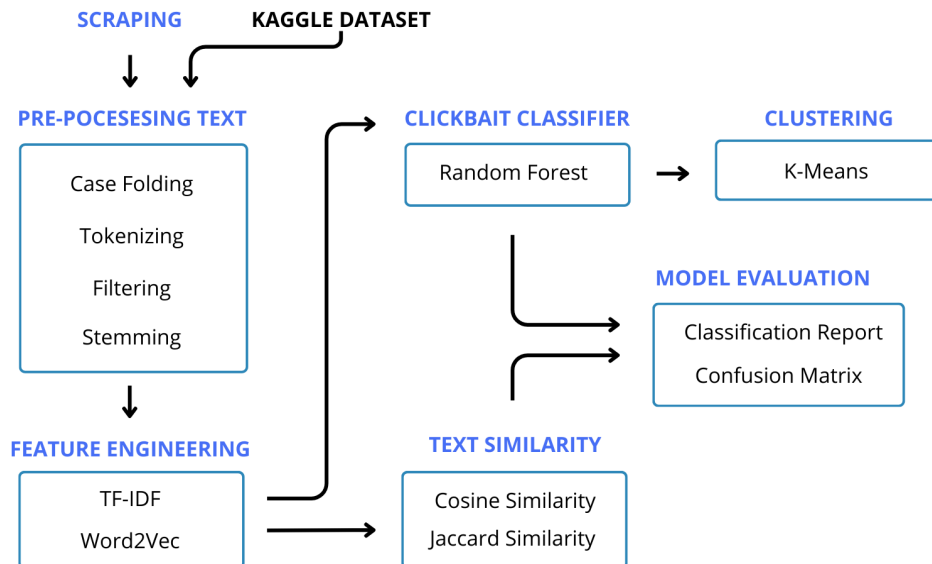 SCRAPING
KAGGLE DATASET
PRE-POCESESING TEXT
Case Folding
Tokenizing
Filtering
Stemming
FEATURE ENGINEERING
TF-IDF
Word2Vec
CLICKBAIT CLASSIFIER
Random Forest
CLUSTERING
K-Means
MODEL EVALUATION
Classification Report
Confusion Matrix
TEXT SIMILARITY
Cosine Similarity
Jaccard Similarity